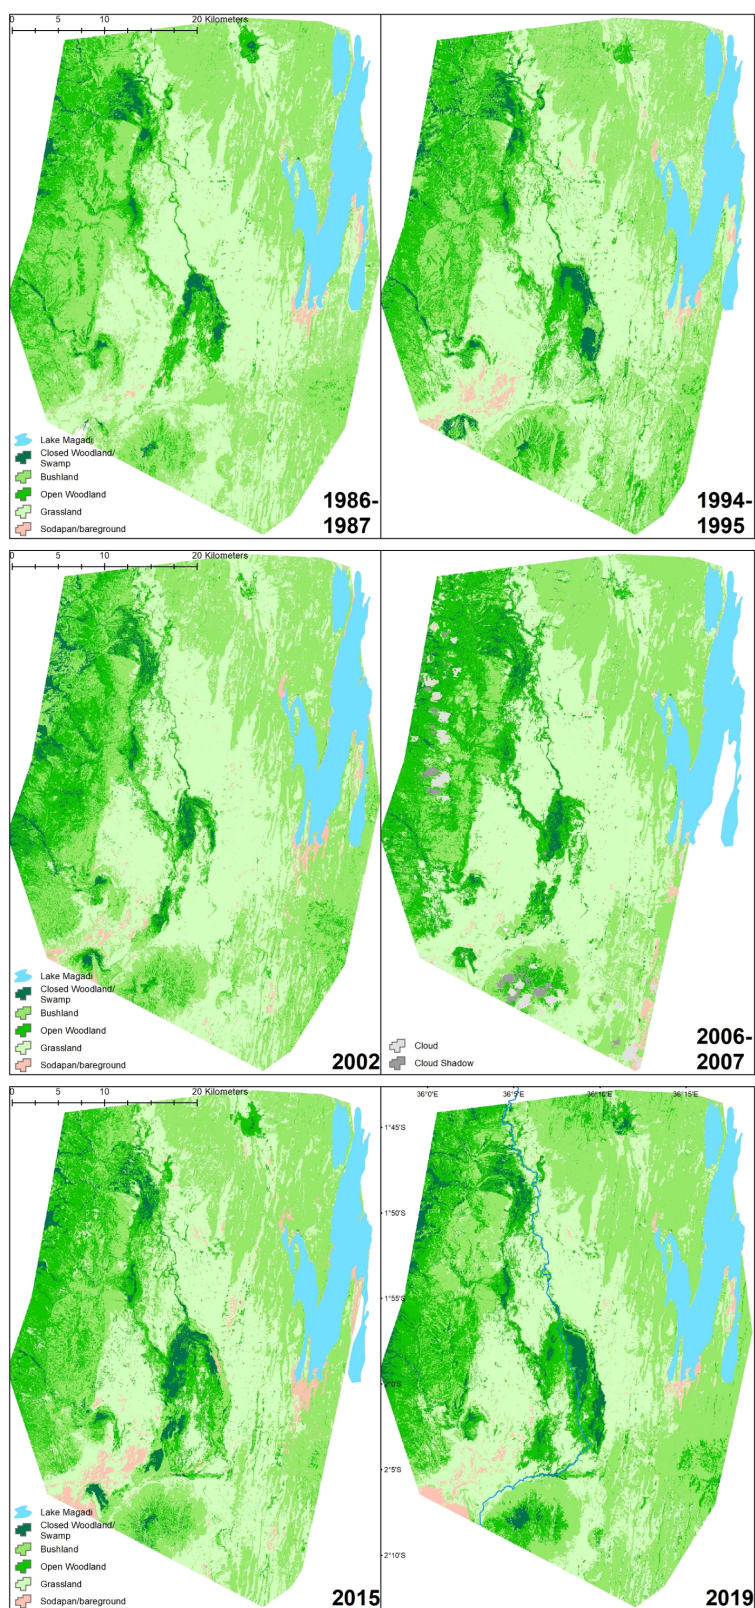 0 5 10 20 Kilometers
Lake Magadi
Closed Woodland/
Swamp
Bushland
Open Woodland
Grassland
Sodapan/bareground
1986-
1987
1994-
1995
0 5 10 20 Kilometers
Lake Magadi
Closed Woodland/
Swamp
Bushland
Open Woodland
Grassland
Sodapan/bareground
2002
Cloud
Cloud Shadow
2006-
2007
0 5 10 20 Kilometers
Lake Magadi
Closed Woodland/
Swamp
Bushland
Open Woodland
Grassland
Sodapan/bareground
2015
36°0'E 36°5'E 36°10'E 36°15'E
1°45'S
1°50'S
1°55'S
2°0'S
2°5'S
2°10'S
2019